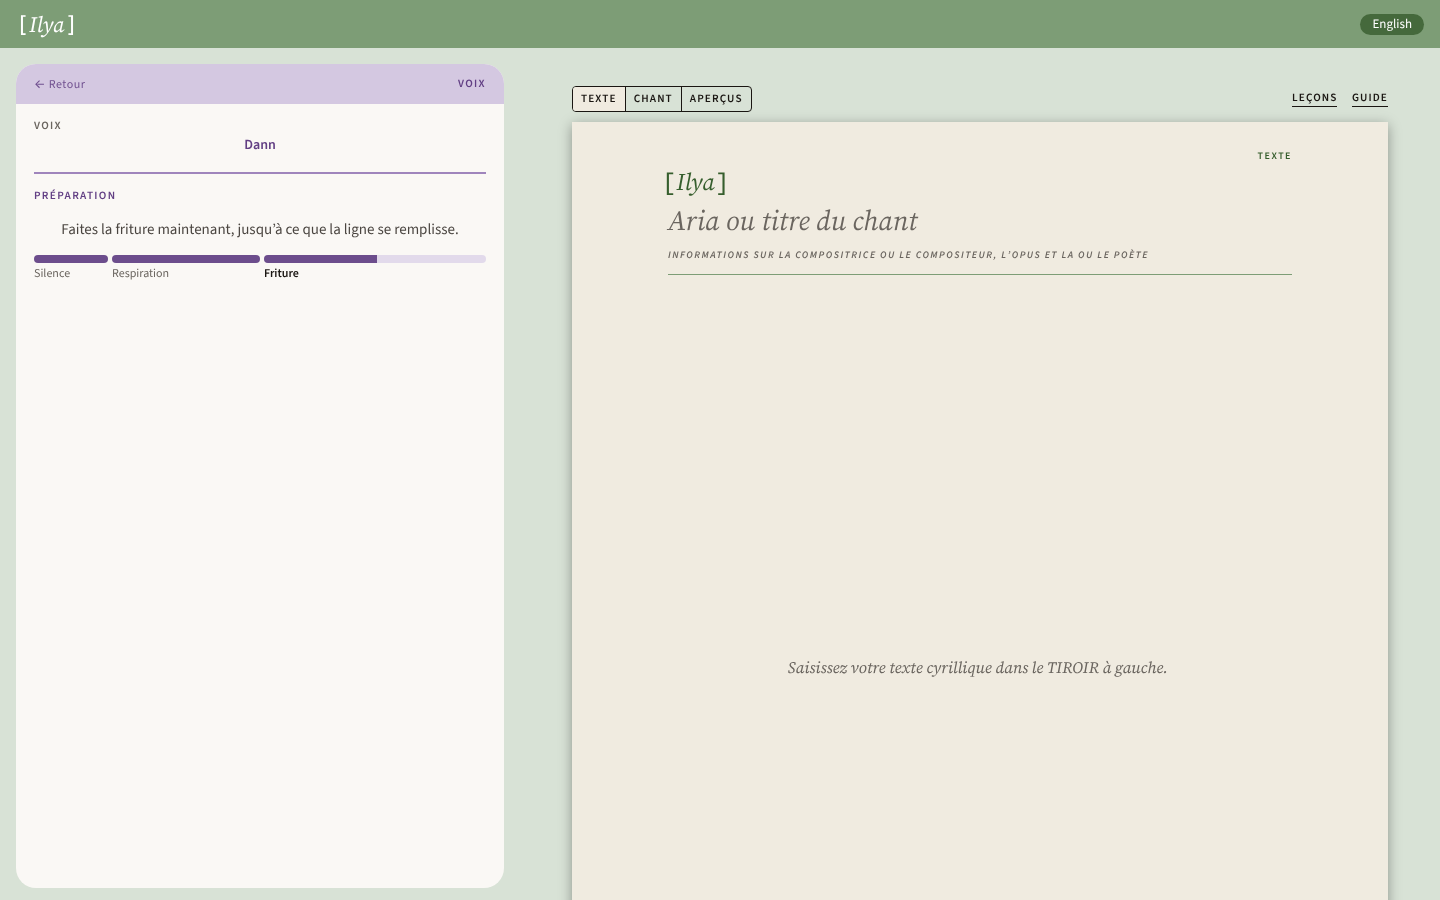 [Ilya]
English
← Retour
VOIX
VOIX
Dann
PRÉPARATION
Faites la friture maintenant, jusqu’à ce que la ligne se remplisse.
Silence
Respiration
Friture
TEXTE
CHANT
APERÇUS
LEÇONS
GUIDE
TEXTE
[Ilya]
Aria ou titre du chant
INFORMATIONS SUR LA COMPOSITRICE OU LE COMPOSITEUR, L’OPUS ET LA OU LE POÈTE
Saisissez votre texte cyrillique dans le TIROIR à gauche.